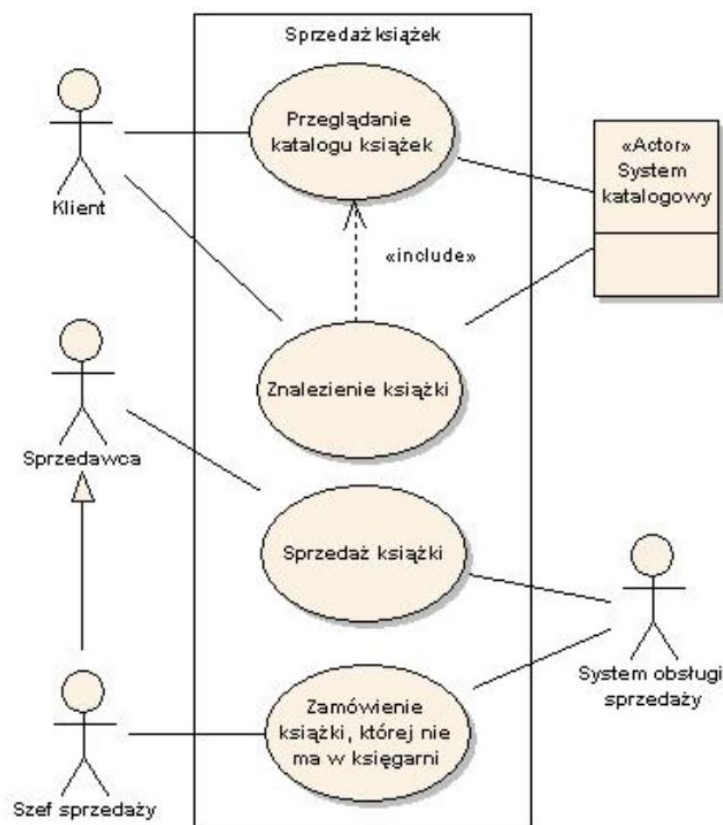 Sprzedaż książek
Przeglądanie
katalogu książek
«Actor»
System
katalogowy
Klient
«include»
Znalezienie książki
Sprzedawca
Sprzedaż książki
System obsługi
sprzedaży
Zamówienie
książki, której nie
ma w księgarni
Szef sprzedaży